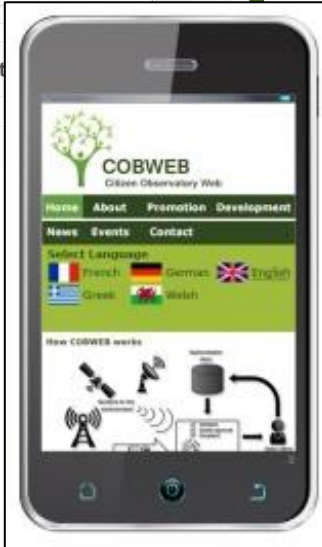 t
COBWEB
Citizen Observatory Web
Home About Promotion Development
News Events Contact
Select Language
French German English
Greek Welsh
How COBWEB works